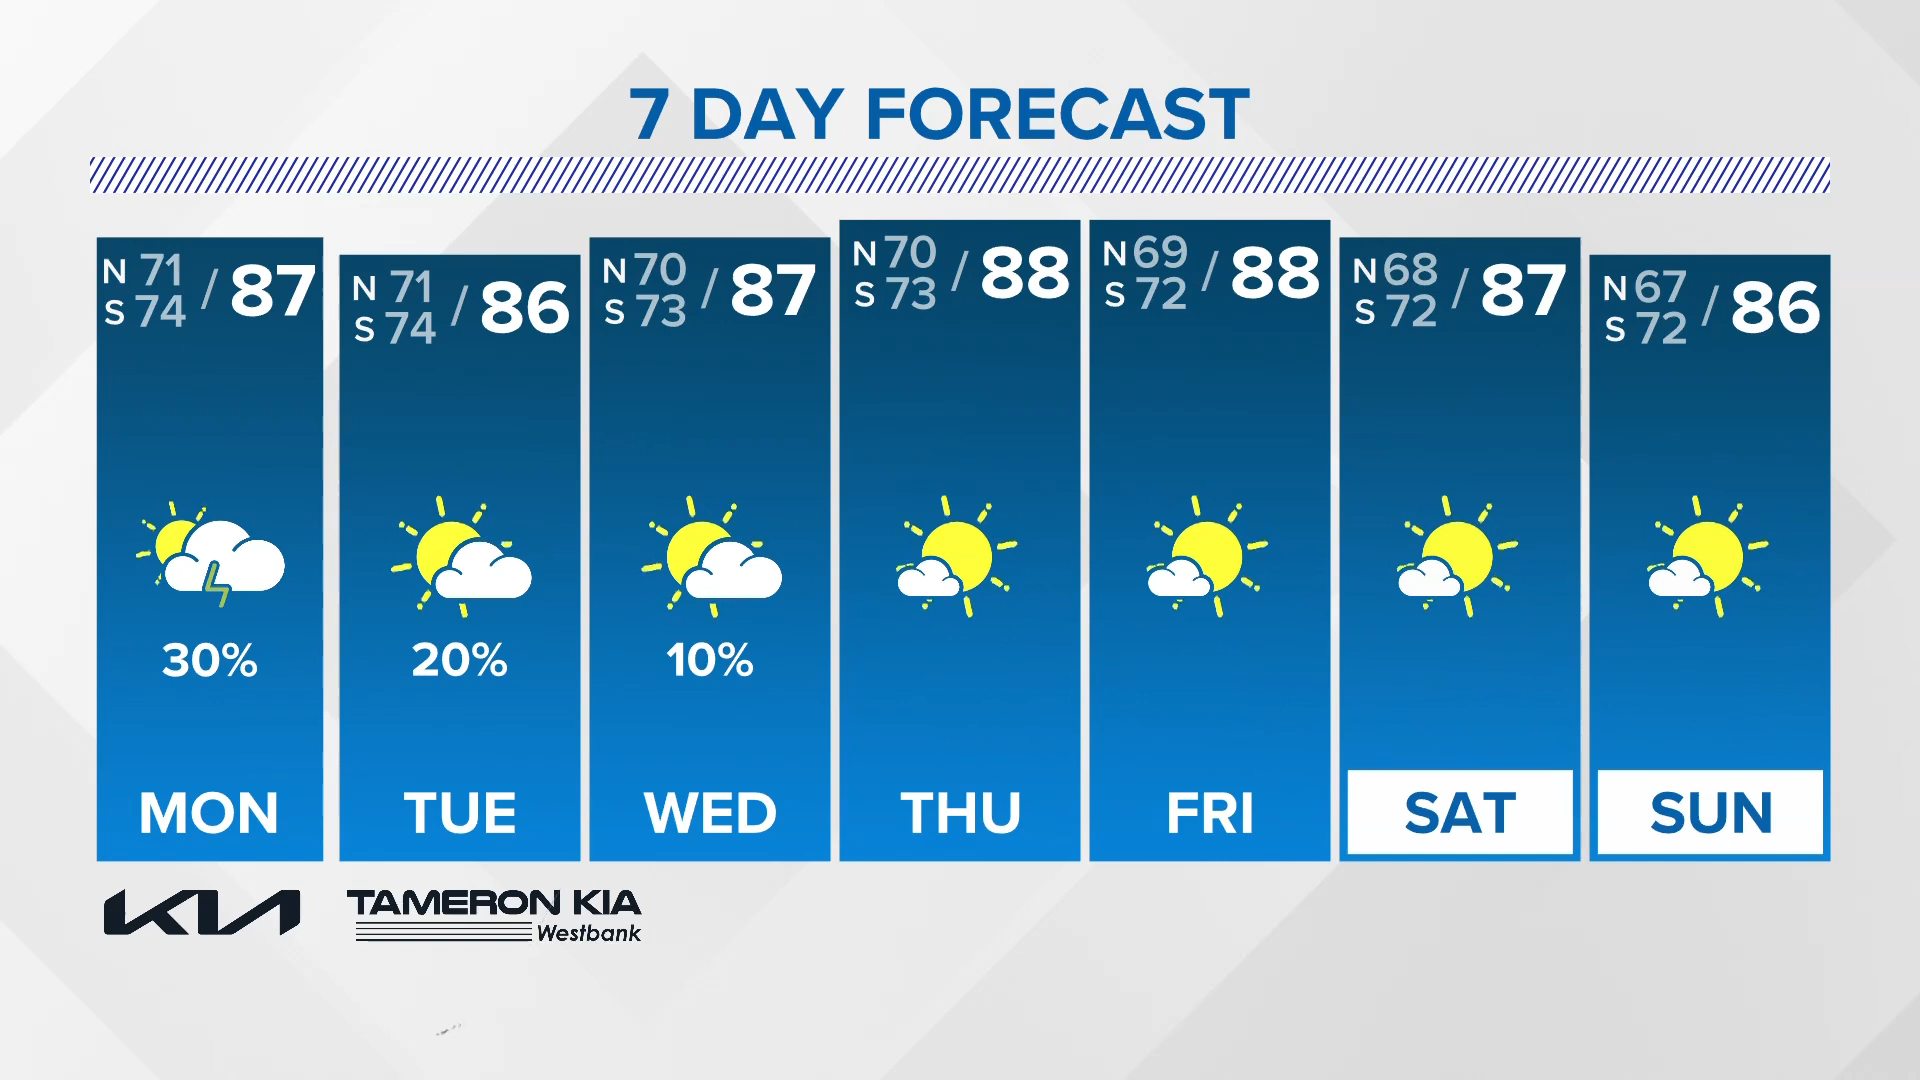 7 DAY FORECAST
N 71
S 74
/ 87
30%
MON
N 71
S 74
/ 86
20%
TUE
N 70
S 73
/ 87
10%
WED
N 70
S 73
/ 88
THU
N 69
S 72
/ 88
FRI
N 68
S 72
/ 87
SAT
N 67
S 72
/ 86
SUN
KIA
TAMERON KIA
Westbank